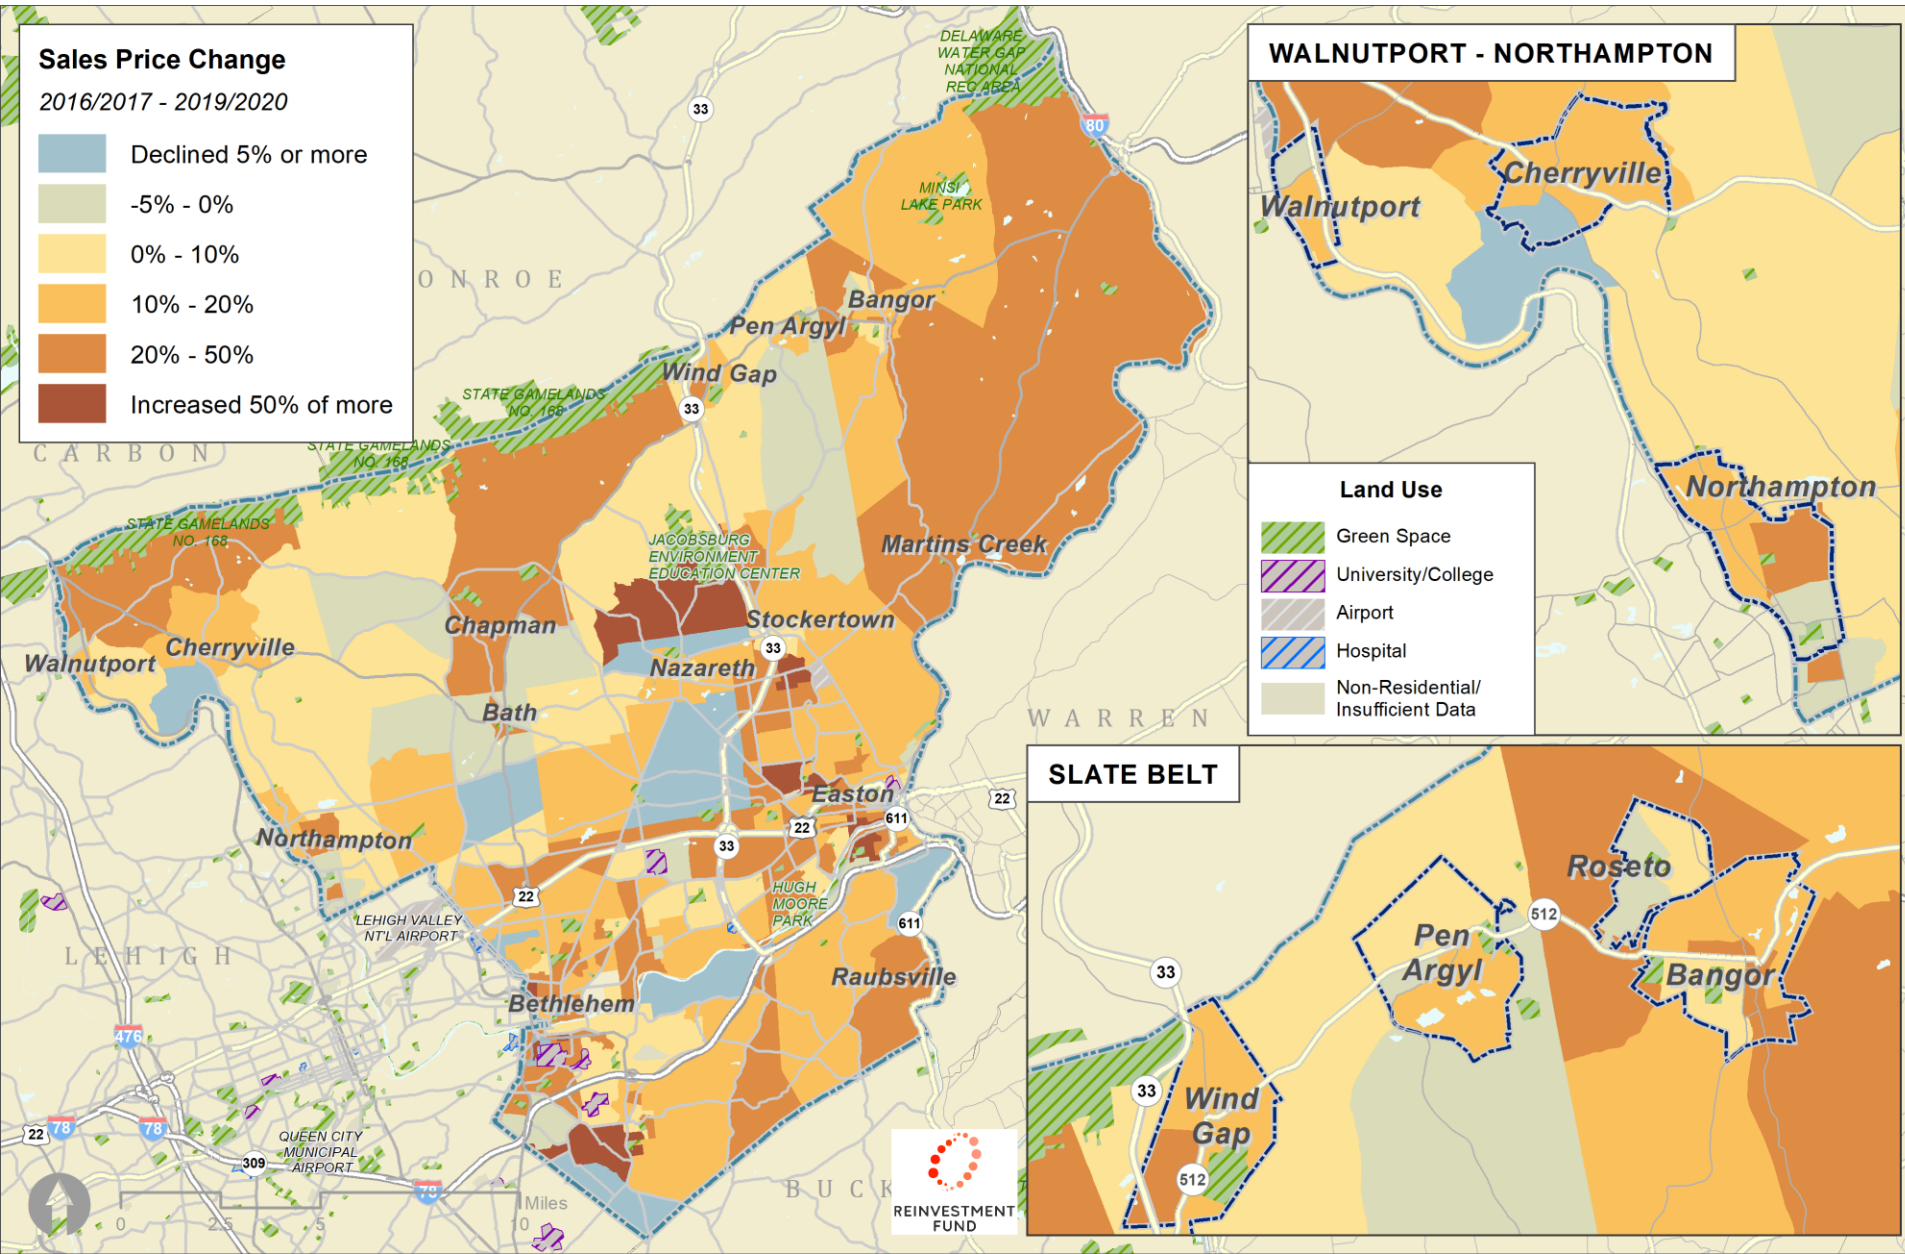 Sales Price Change
2016/2017 - 2019/2020
Declined 5% or more
-5% - 0%
0% - 10%
10% - 20%
20% - 50%
Increased 50% of more
WALNUTPORT - NORTHAMPTON
Walnutport
Cherryville
Northampton
Land Use
Green Space
University/College
Airport
Hospital
Non-Residential/
Insufficient Data
SLATE BELT
Roseto
Pen
Argyl
Bangor
Wind
Gap
512
33
33
512
DELAWARE
WATER GAP
NATIONAL
REC AREA
33
80
MINSI
LAKE PARK
ONROE
Bangor
Pen Argyl
Wind Gap
33
STATE GAMELANDS
NO. 168
STATE GAMELANDS
NO. 168
CARBON
STATE GAMELANDS
NO. 168
JACOBSBURG
ENVIRONMENT
EDUCATION CENTER
Martins Creek
Chapman
Stockertown
Cherryville
Walnutport
Nazareth
33
Bath
WARREN
Easton
22
611
22
33
Northampton
22
HUGH
MOORE
PARK
611
LEHIGH VALLEY
NT'L AIRPORT
LEHIGH
Raubsville
Bethlehem
476
78
78
22
QUEEN CITY
MUNICIPAL
AIRPORT
309
78
BUCK
Miles
0
2.5
5
10
REINVESTMENT
FUND